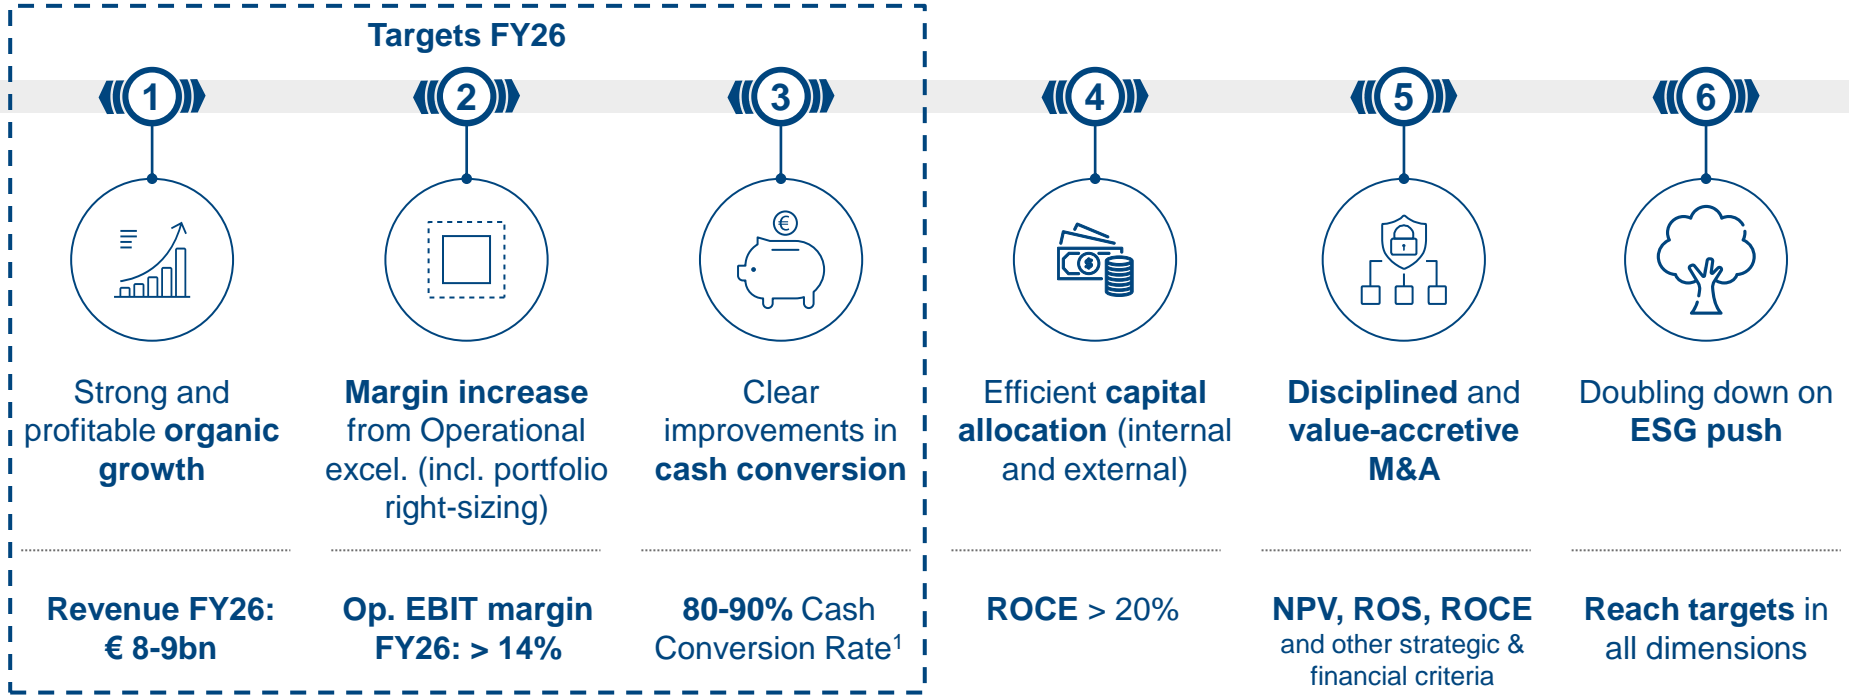 Targets FY26
1
2
3
4
5
6
€
$
Strong and
profitable organic
growth
Margin increase
from Operational
excel. (incl. portfolio
right-sizing)
Clear
improvements in
cash conversion
Efficient capital
allocation (internal
and external)
Disciplined and
value-accretive
M&A
Doubling down on
ESG push
Revenue FY26:
€ 8-9bn
Op. EBIT margin
FY26: > 14%
80-90% Cash
Conversion Rate¹
ROCE > 20%
NPV, ROS, ROCE
and other strategic &
financial criteria
Reach targets in
all dimensions